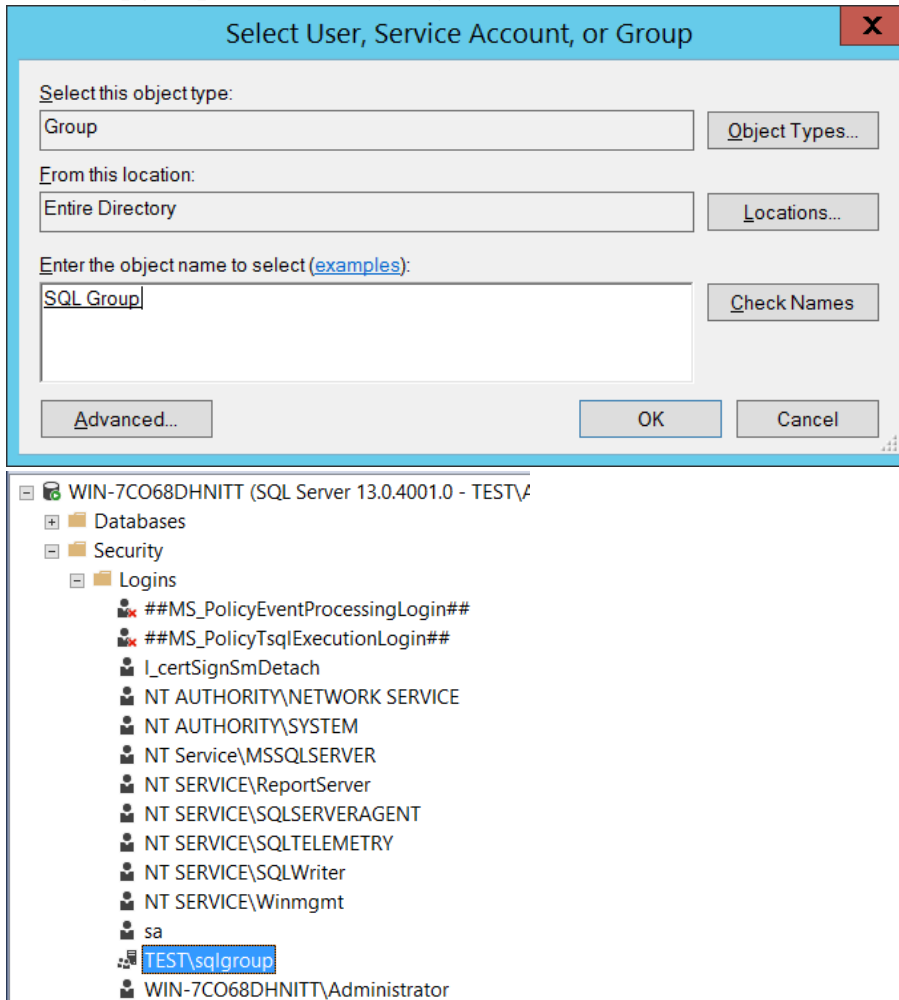 Select User, Service Account, or Group
X
Select this object type:
Group
Object Types...
From this location:
Entire Directory
Locations...
Enter the object name to select (examples):
SQL Group
Check Names
Advanced...
OK
Cancel
WIN-7CO68DHNITT (SQL Server 13.0.4001.0 - TEST\A
Databases
Security
Logins
##MS_PolicyEventProcessingLogin##
##MS_PolicyTsqlExecutionLogin##
l_certSignSmDetach
NT AUTHORITY\NETWORK SERVICE
NT AUTHORITY\SYSTEM
NT Service\MSSQLSERVER
NT SERVICE\ReportServer
NT SERVICE\SQLSERVERAGENT
NT SERVICE\SQLTELEMETRY
NT SERVICE\SQLWriter
NT SERVICE\Winmgmt
sa
TEST\sqlgroup
WIN-7CO68DHNITT\Administrator